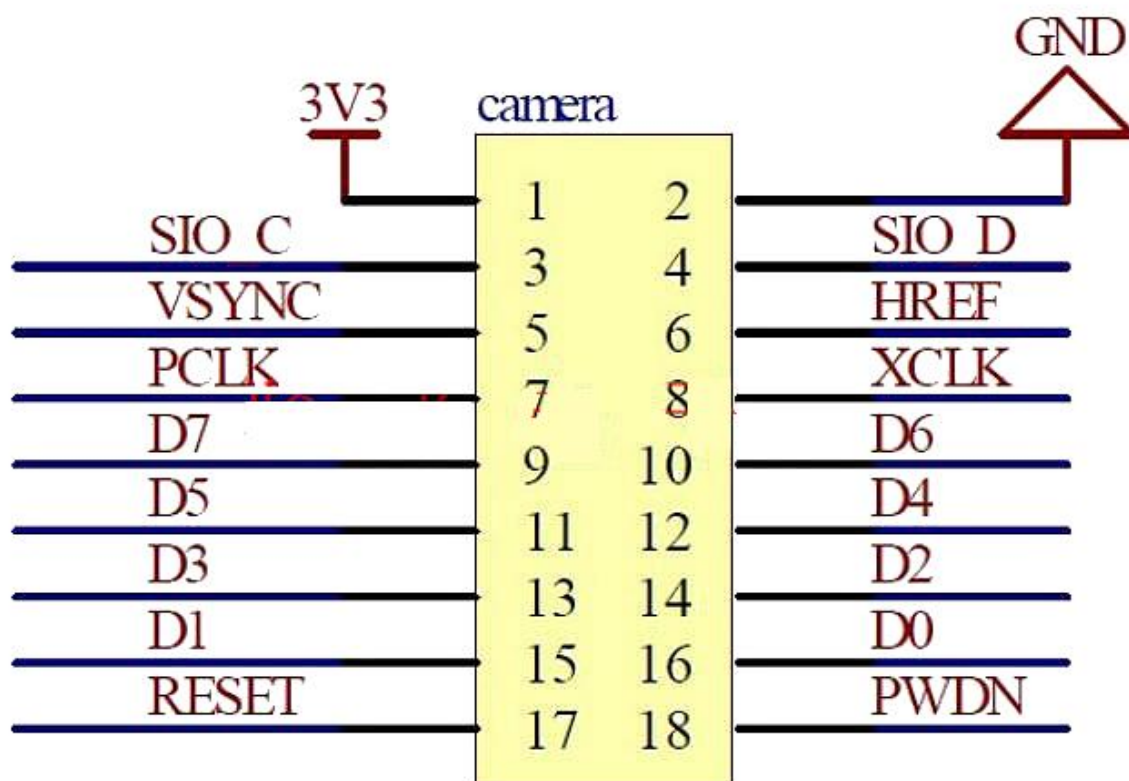 GND
3V3 camera
1 2
SIO_C SIO_D
3 4
VSYNC HREF
5 6
PCLK XCLK
7 8
D7 D6
9 10
D5 D4
11 12
D3 D2
13 14
D1 D0
15 16
RESET PWDN
17 18